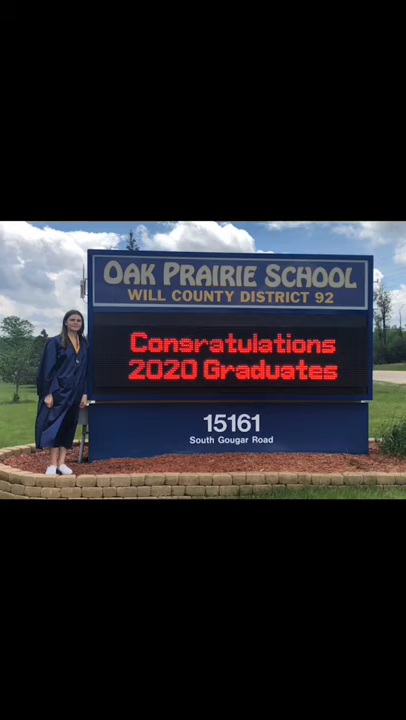 OAK PRAIRIE SCHOOL
WILL COUNTY DISTRICT 92
Congratulations
2020 Graduates
15161
South Gougar Road